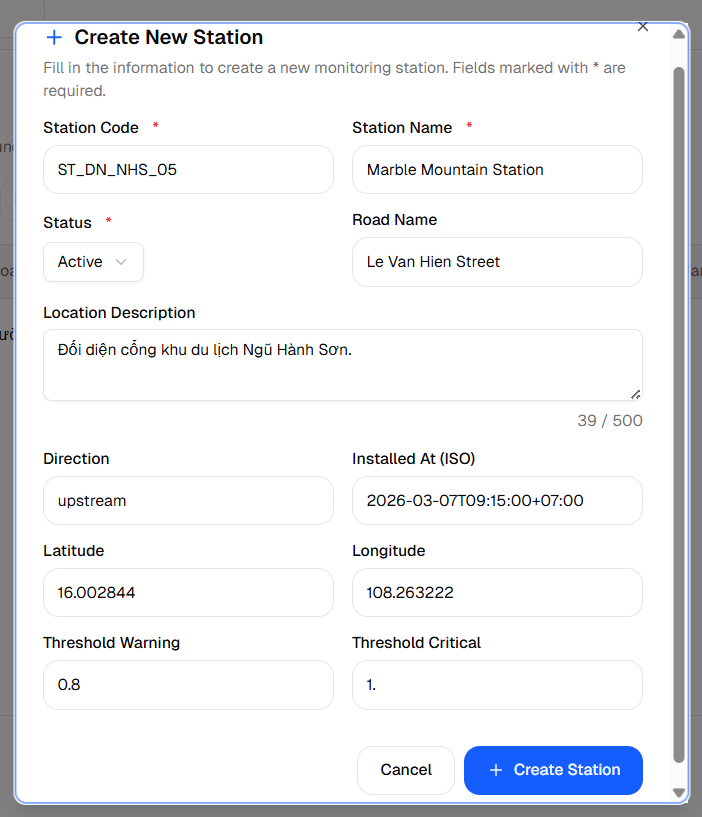 Create New Station
Fill in the information to create a new monitoring station. Fields marked with * are
required.
Station Code *
Station Name *
ST_DN_NHS_05
Marble Mountain Station
Status *
Road Name
Active
Le Van Hien Street
Location Description
Đối diện cổng khu du lịch Ngũ Hành Sơn.
39 / 500
Direction
Installed At (ISO)
upstream
2026-03-07T09:15:00+07:00
Latitude
Longitude
16.002844
108.263222
Threshold Warning
Threshold Critical
0.8
1.
Cancel
Create Station